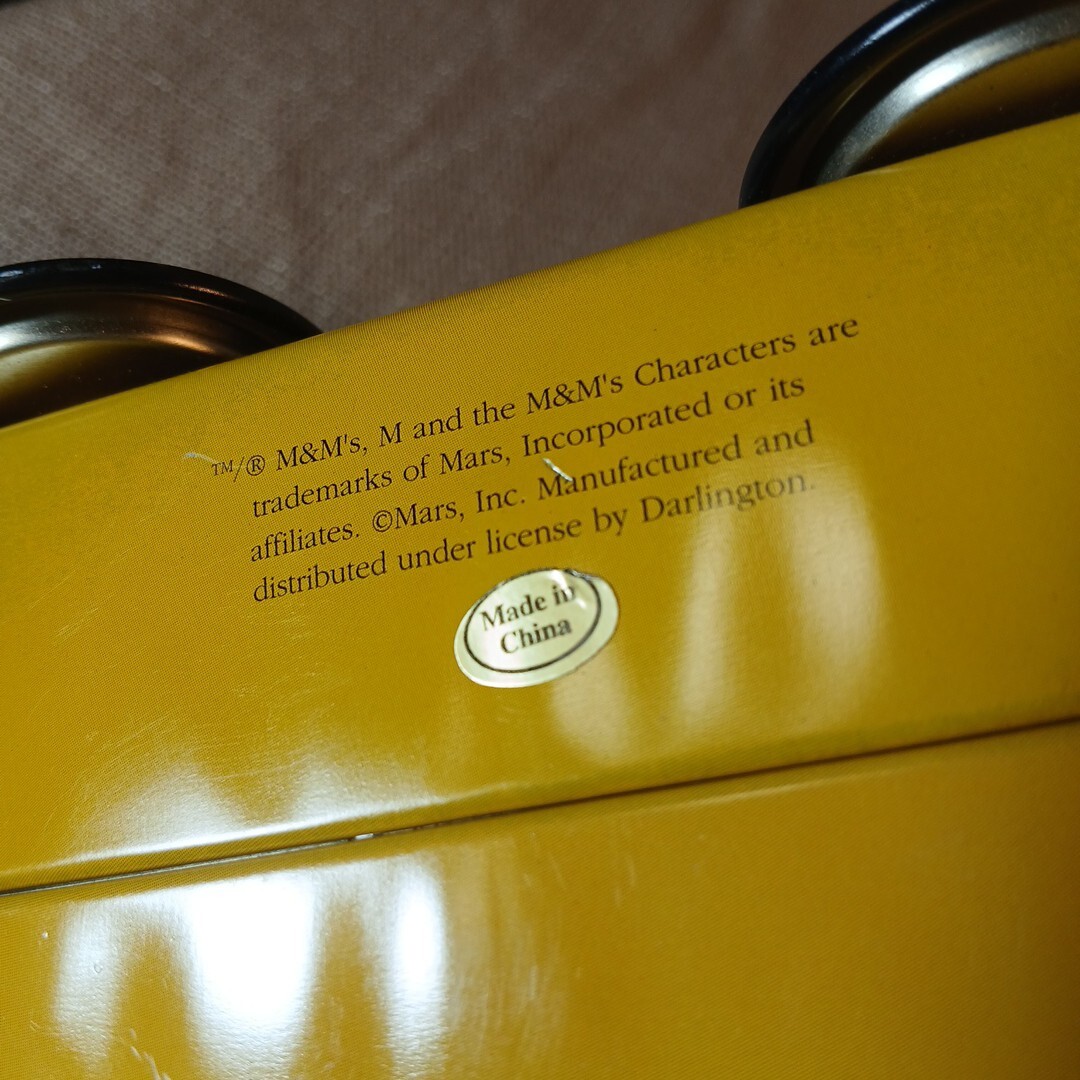 ™/® M&M's, M and the M&M's Characters are
trademarks of Mars, Incorporated or its
affiliates. ©Mars, Inc. Manufactured and
distributed under license by Darlington.
Made in
China